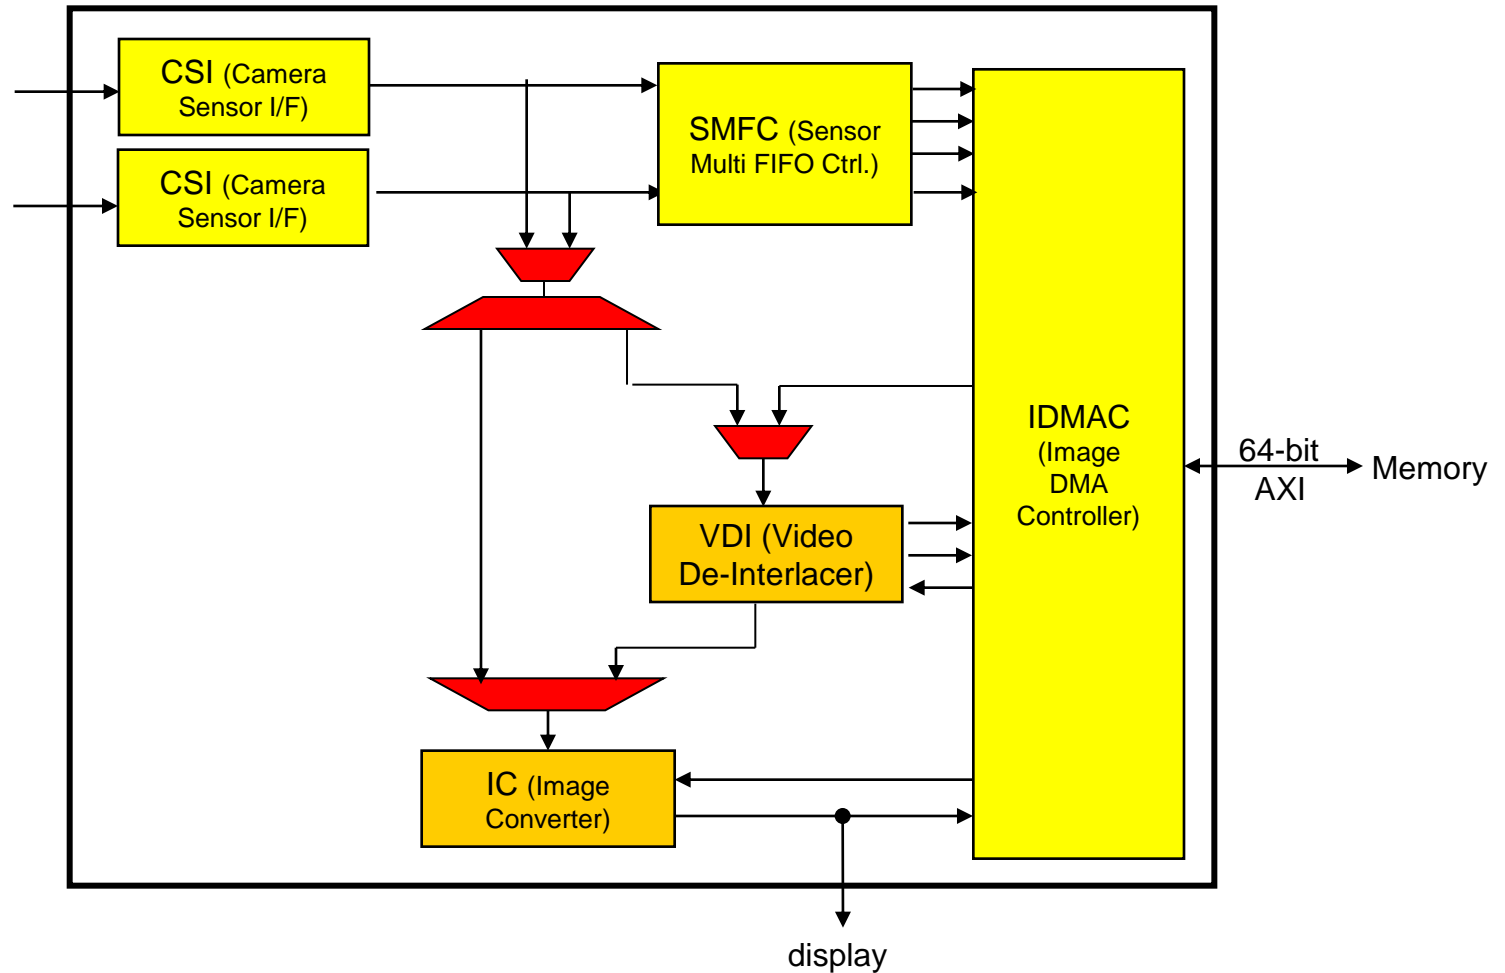 CSI (Camera
Sensor I/F)
CSI (Camera
Sensor I/F)
SMFC (Sensor
Multi FIFO Ctrl.)
IDMAC
(Image
DMA
Controller)
64-bit
AXI
Memory
VDI (Video
De-Interlacer)
IC (Image
Converter)
display